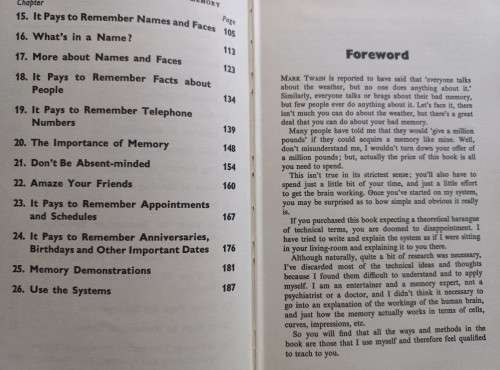 MEMORY
Chapter
Page
15. It Pays to Remember Names and Faces 105
16. What's in a Name? 113
17. More about Names and Faces 123
18. It Pays to Remember Facts about
People 134
19. It Pays to Remember Telephone
Numbers 139
20. The Importance of Memory 148
21. Don't Be Absent-minded 154
22. Amaze Your Friends 160
23. It Pays to Remember Appointments
and Schedules 167
24. It Pays to Remember Anniversaries,
Birthdays and Other Important Dates 176
25. Memory Demonstrations 181
26. Use the Systems 187
Foreword
MARK TWAIN is reported to have said that 'everyone talks
about the weather, but no one does anything about it.'
Similarly, everyone talks or brags about their bad memory,
but few people ever do anything about it. Let's face it, there
isn't much you can do about the weather, but there's a great
deal that you can do about your bad memory.
Many people have told me that they would 'give a million
pounds' if they could acquire a memory like mine. Well,
don't misunderstand me, I wouldn't turn down your offer of
a million pounds; but, actually the price of this book is all
you need to spend.
This isn't true in its strictest sense; you'll also have to
spend just a little bit of your time, and just a little effort
to get the brain working. Once you've started on my system,
you may be surprised as to how simple and obvious it really
is.
If you purchased this book expecting a theoretical harangue
of technical terms, you are doomed to disappointment. I
have tried to write and explain the system as if I were sitting
in your living-room and explaining it to you there.
Although naturally, quite a bit of research was necessary,
I've discarded most of the technical ideas and thoughts
because I found them difficult to understand and to apply
myself. I am an entertainer and a memory expert, not a
psychiatrist or a doctor, and I didn't think it necessary to
go into an explanation of the workings of the human brain,
and just how the memory actually works in terms of cells,
curves, impressions, etc.
So you will find that all the ways and methods in the
book are those that I use myself and therefore feel qualified
to teach to you.